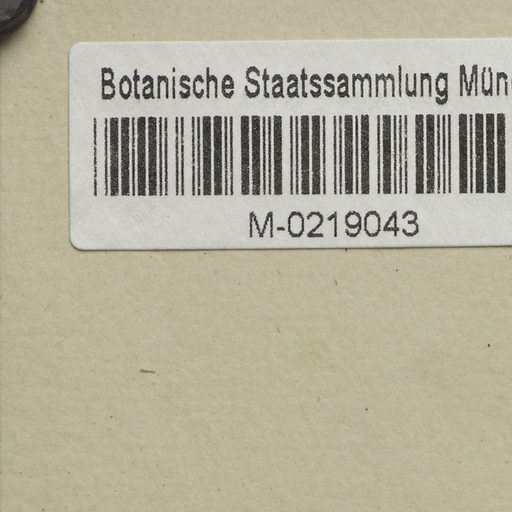 Botanische Staatssammlung Mün
M-0219043